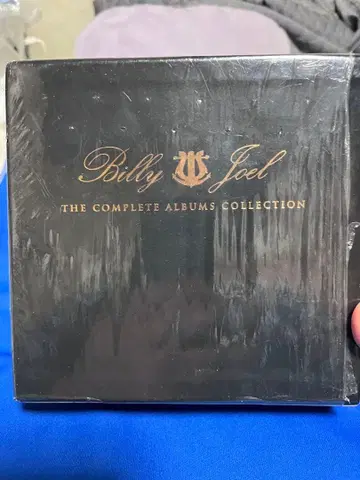 Billy Joel
THE COMPLETE ALBUMS COLLECTION